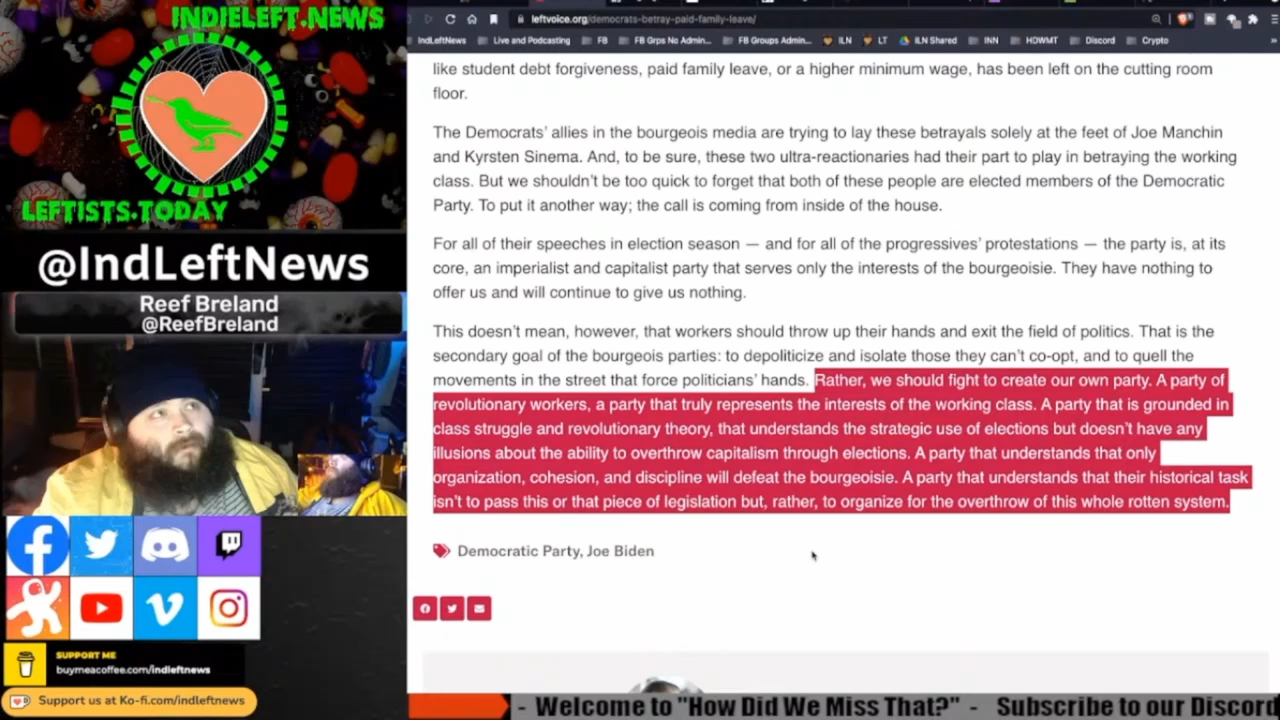 INDIELEFT.NEWS
LEFTISTS.TODAY
@IndLeftNews
Reef Breland
@ReefBreland
SUPPORT ME
buymeacoffee.com/indleftnews
Support us at Ko-fi.com/indleftnews
leftvoice.org/democrats-betray-paid-family-leave/
IndLeftNews Live and Podcasting FB FB Grps No Admin... FB Groups Admin... ILN LT ILN Shared INN HDWMT Discord Crypto »
like student debt forgiveness, paid family leave, or a higher minimum wage, has been left on the cutting room
floor.
The Democrats’ allies in the bourgeois media are trying to lay these betrayals solely at the feet of Joe Manchin
and Kyrsten Sinema. And, to be sure, these two ultra-reactionaries had their part to play in betraying the working
class. But we shouldn’t be too quick to forget that both of these people are elected members of the Democratic
Party. To put it another way; the call is coming from inside of the house.
For all of their speeches in election season — and for all of the progressives’ protestations — the party is, at its
core, an imperialist and capitalist party that serves only the interests of the bourgeoisie. They have nothing to
offer us and will continue to give us nothing.
This doesn’t mean, however, that workers should throw up their hands and exit the field of politics. That is the
secondary goal of the bourgeois parties: to depoliticize and isolate those they can’t co-opt, and to quell the
movements in the street that force politicians’ hands. Rather, we should fight to create our own party. A party of
revolutionary workers, a party that truly represents the interests of the working class. A party that is grounded in
class struggle and revolutionary theory, that understands the strategic use of elections but doesn’t have any
illusions about the ability to overthrow capitalism through elections. A party that understands that only
organization, cohesion, and discipline will defeat the bourgeoisie. A party that understands that their historical task
isn’t to pass this or that piece of legislation but, rather, to organize for the overthrow of this whole rotten system.
Democratic Party, Joe Biden
- Welcome to "How Did We Miss That?" - Subscribe to our Discord